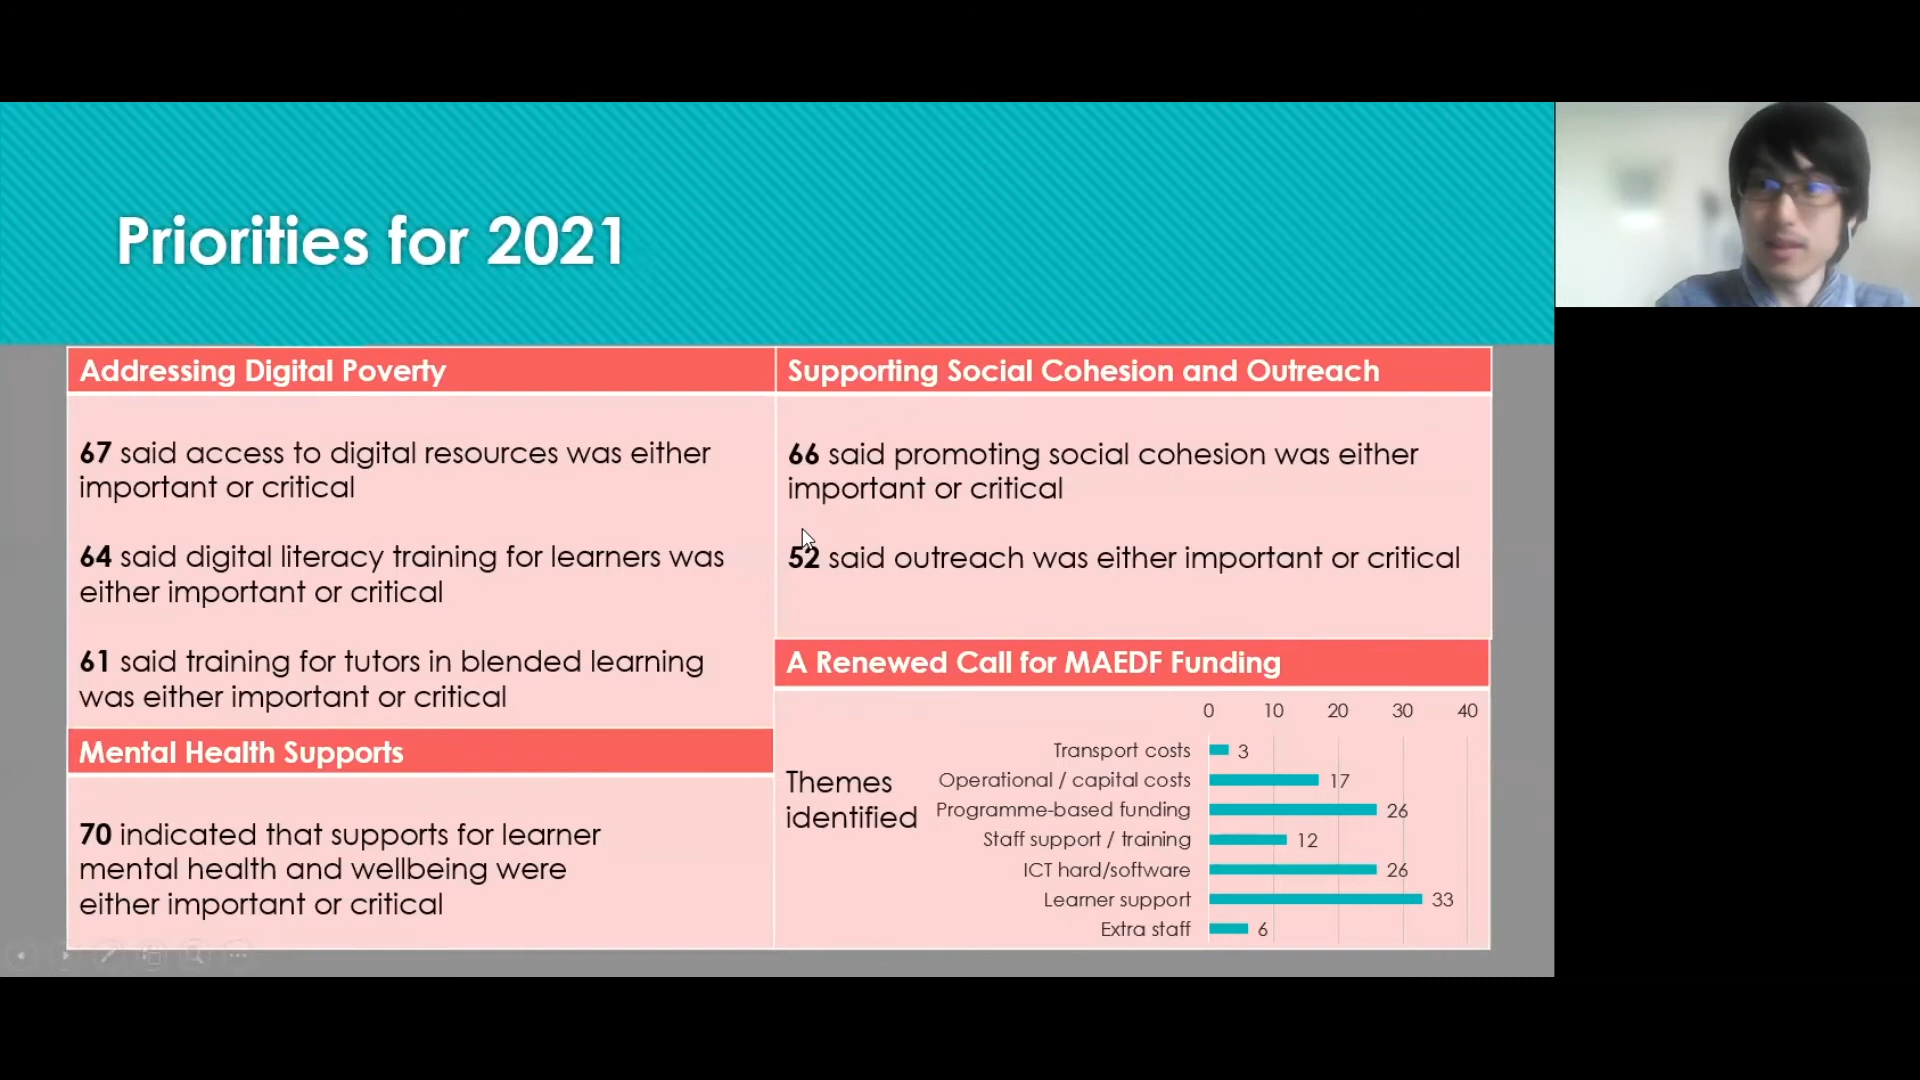 Priorities for 2021
Addressing Digital Poverty
67 said access to digital resources was either
important or critical
64 said digital literacy training for learners was
either important or critical
61 said training for tutors in blended learning
was either important or critical
Mental Health Supports
70 indicated that supports for learner
mental health and wellbeing were
either important or critical
Supporting Social Cohesion and Outreach
66 said promoting social cohesion was either
important or critical
52 said outreach was either important or critical
A Renewed Call for MAEDF Funding
Themes
identified
0 10 20 30 40
Transport costs 3
Operational / capital costs 17
Programme-based funding 26
Staff support / training 12
ICT hard/software 26
Learner support 33
Extra staff 6